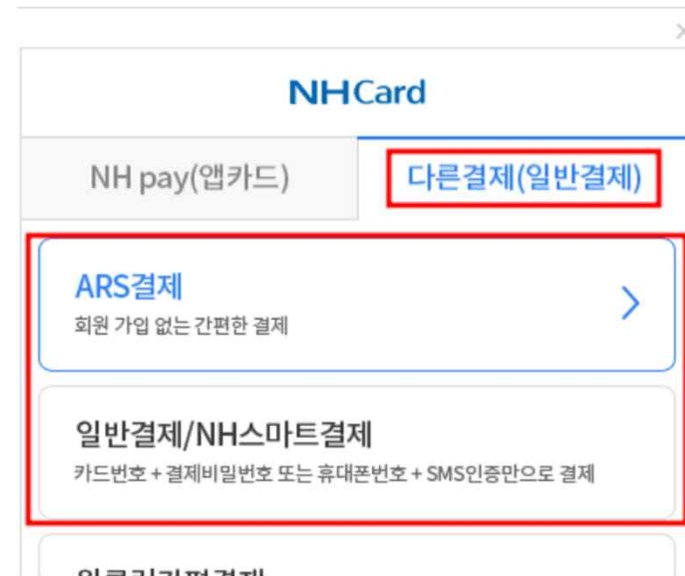 NHCard
NH pay(앱카드)
다른결제(일반결제)
ARS결제
회원 가입 없는 간편한 결제
일반결제/NH스마트결제
카드번호 + 결제비밀번호 또는 휴대폰번호 + SMS인증만으로 결제